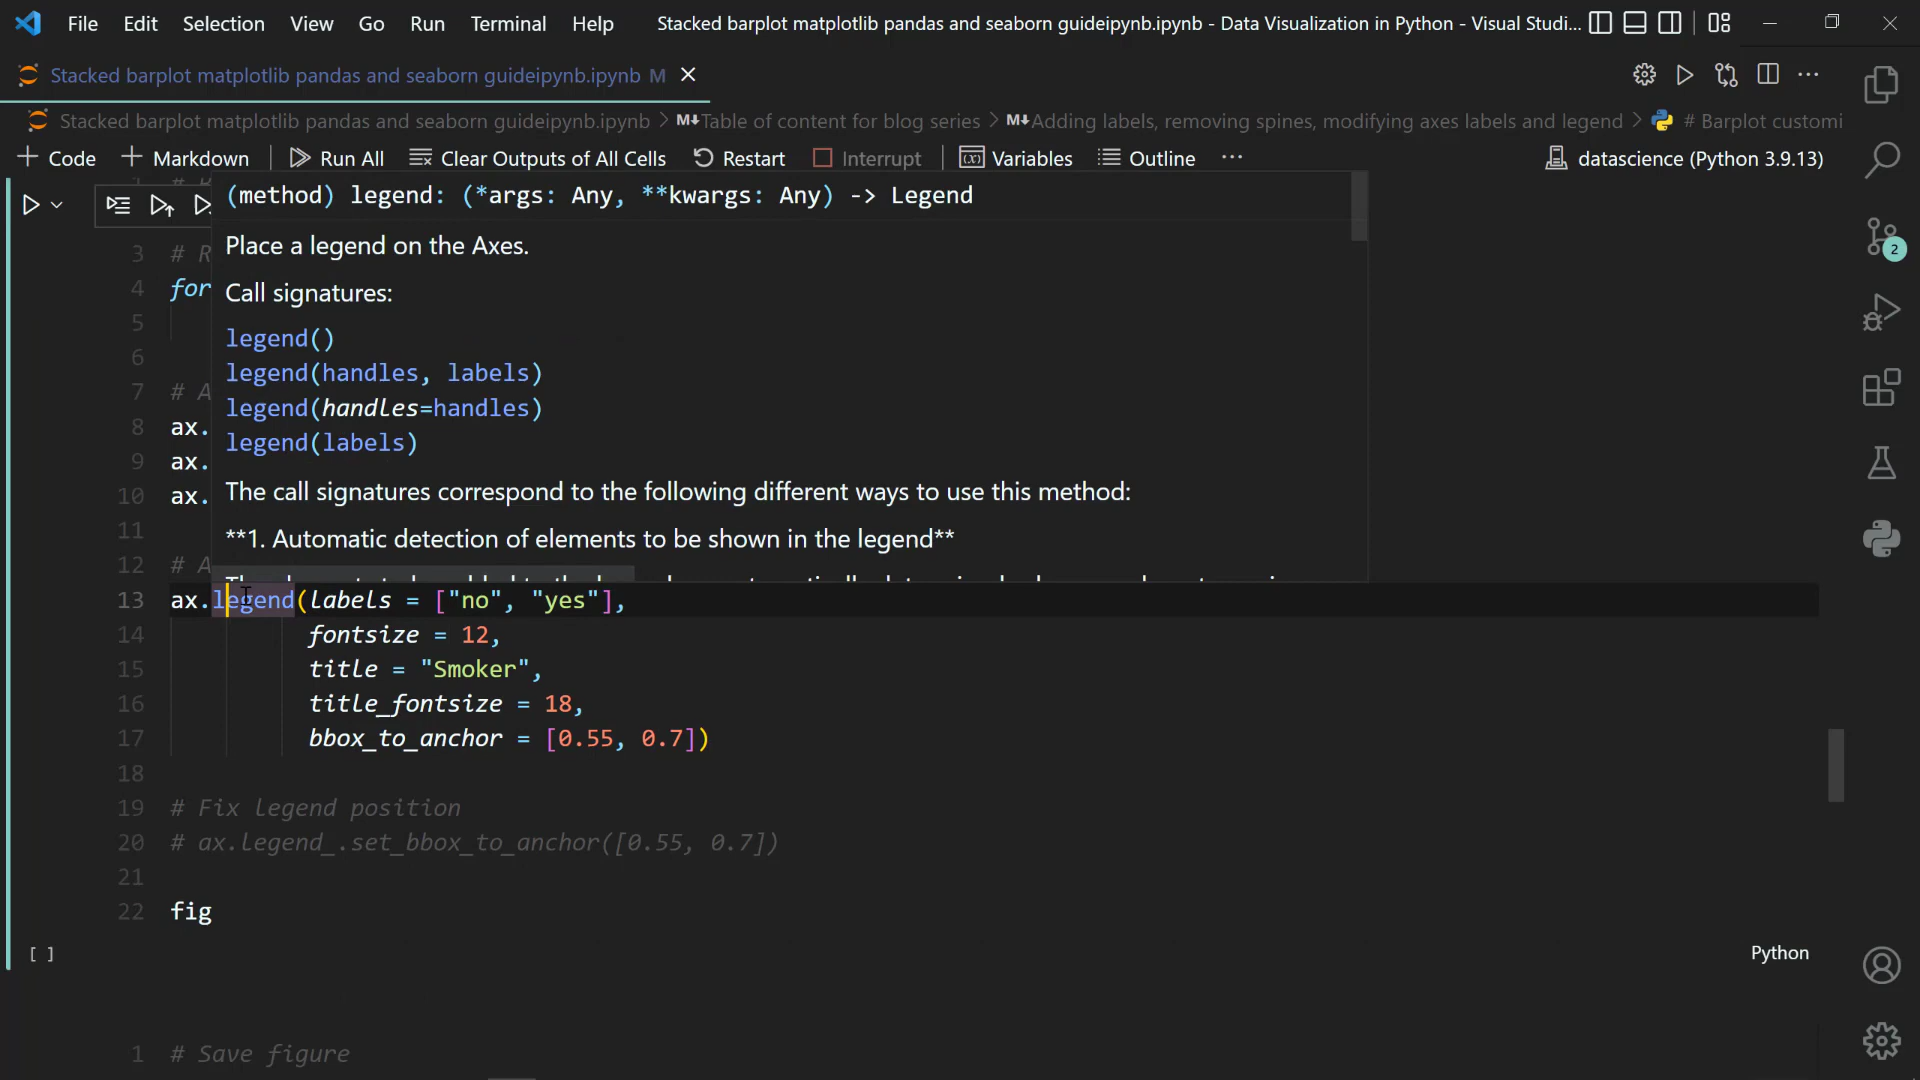 File Edit Selection View Go Run Terminal Help Stacked barplot matplotlib pandas and seaborn guideipynb.ipynb - Data Visualization in Python - Visual Studi...
Stacked barplot matplotlib pandas and seaborn guideipynb.ipynb M
Stacked barplot matplotlib pandas and seaborn guideipynb.ipynb > M↓Table of content for blog series > M↓Adding labels, removing spines, modifying axes labels and legend > # Barplot customi
+ Code + Markdown Run All Clear Outputs of All Cells Restart Interrupt Variables Outline ... datascience (Python 3.9.13)
(method) legend: (*args: Any, **kwargs: Any) -> Legend
Place a legend on the Axes.
2
3 # R
4 for
Call signatures:
5
legend()
6
legend(handles, labels)
7 # A
legend(handles=handles)
8 ax.
legend(labels)
9 ax.
10 ax.
The call signatures correspond to the following different ways to use this method:
11
**1. Automatic detection of elements to be shown in the legend**
12 # A
13 ax.legend(labels = ["no", "yes"],
14 fontsize = 12,
15 title = "Smoker",
16 title_fontsize = 18,
17 bbox_to_anchor = [0.55, 0.7])
18
19 # Fix legend position
20 # ax.legend_.set_bbox_to_anchor([0.55, 0.7])
21
22 fig
[ ] Python
1 # Save figure